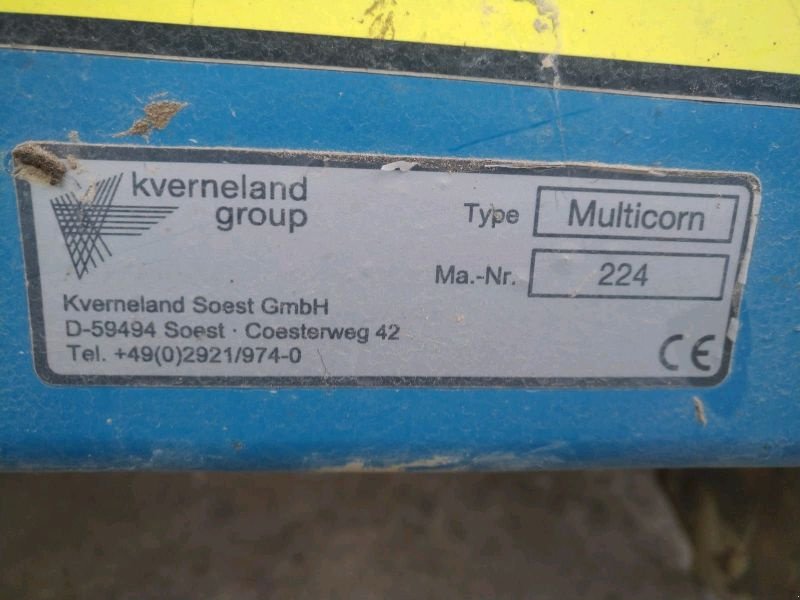 kverneland
group
Type Multicorn
Ma.-Nr. 224
Kverneland Soest GmbH
D-59494 Soest · Coesterweg 42
Tel. +49(0)2921/974-0
CE